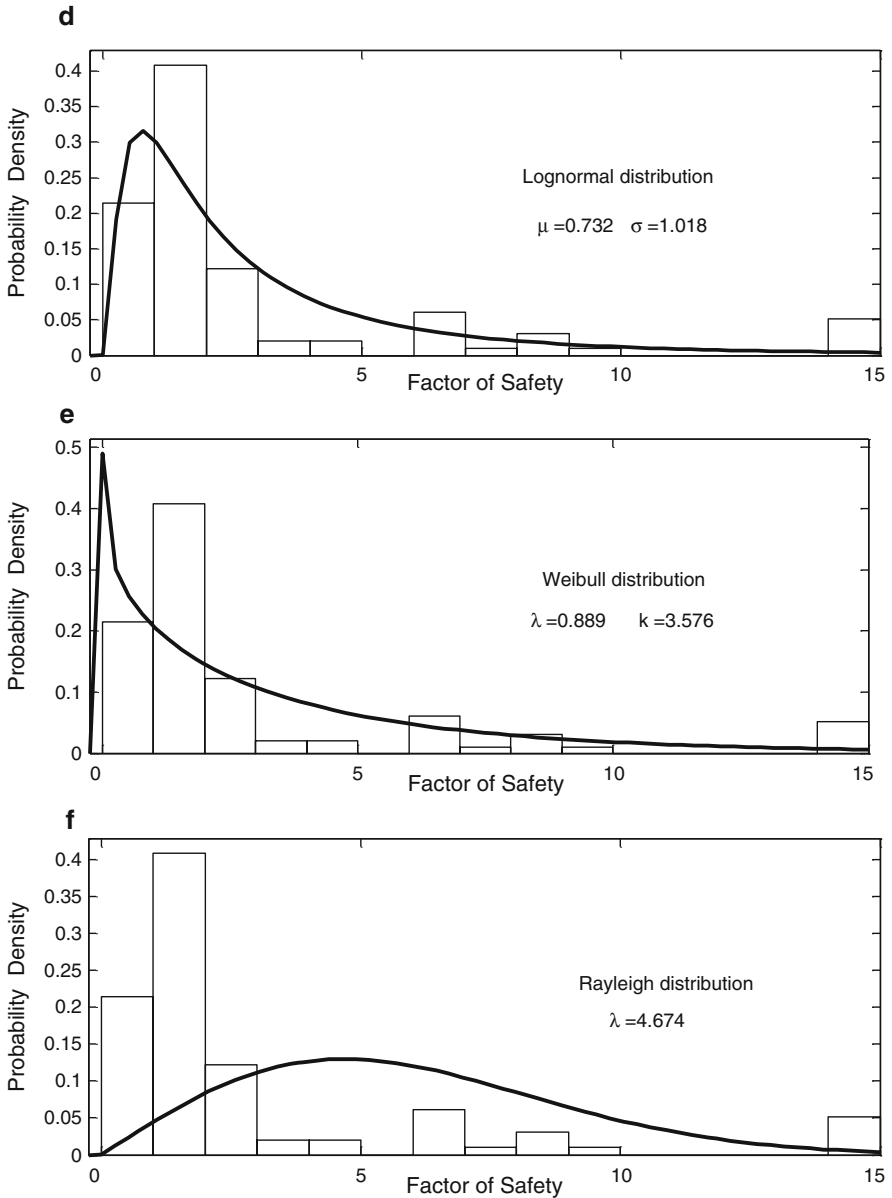 d
Probability Density
0.4
0.35
0.3
0.25
0.2
0.15
0.1
0.05
0
Lognormal distribution
μ =0.732 σ =1.018
0 5 10 15
Factor of Safety
e
Probability Density
0.5
0.4
0.3
0.2
0.1
0
Weibull distribution
λ =0.889 k =3.576
0 5 10 15
Factor of Safety
f
Probability Density
0.4
0.35
0.3
0.25
0.2
0.15
0.1
0.05
0
Rayleigh distribution
λ =4.674
0 5 10 15
Factor of Safety